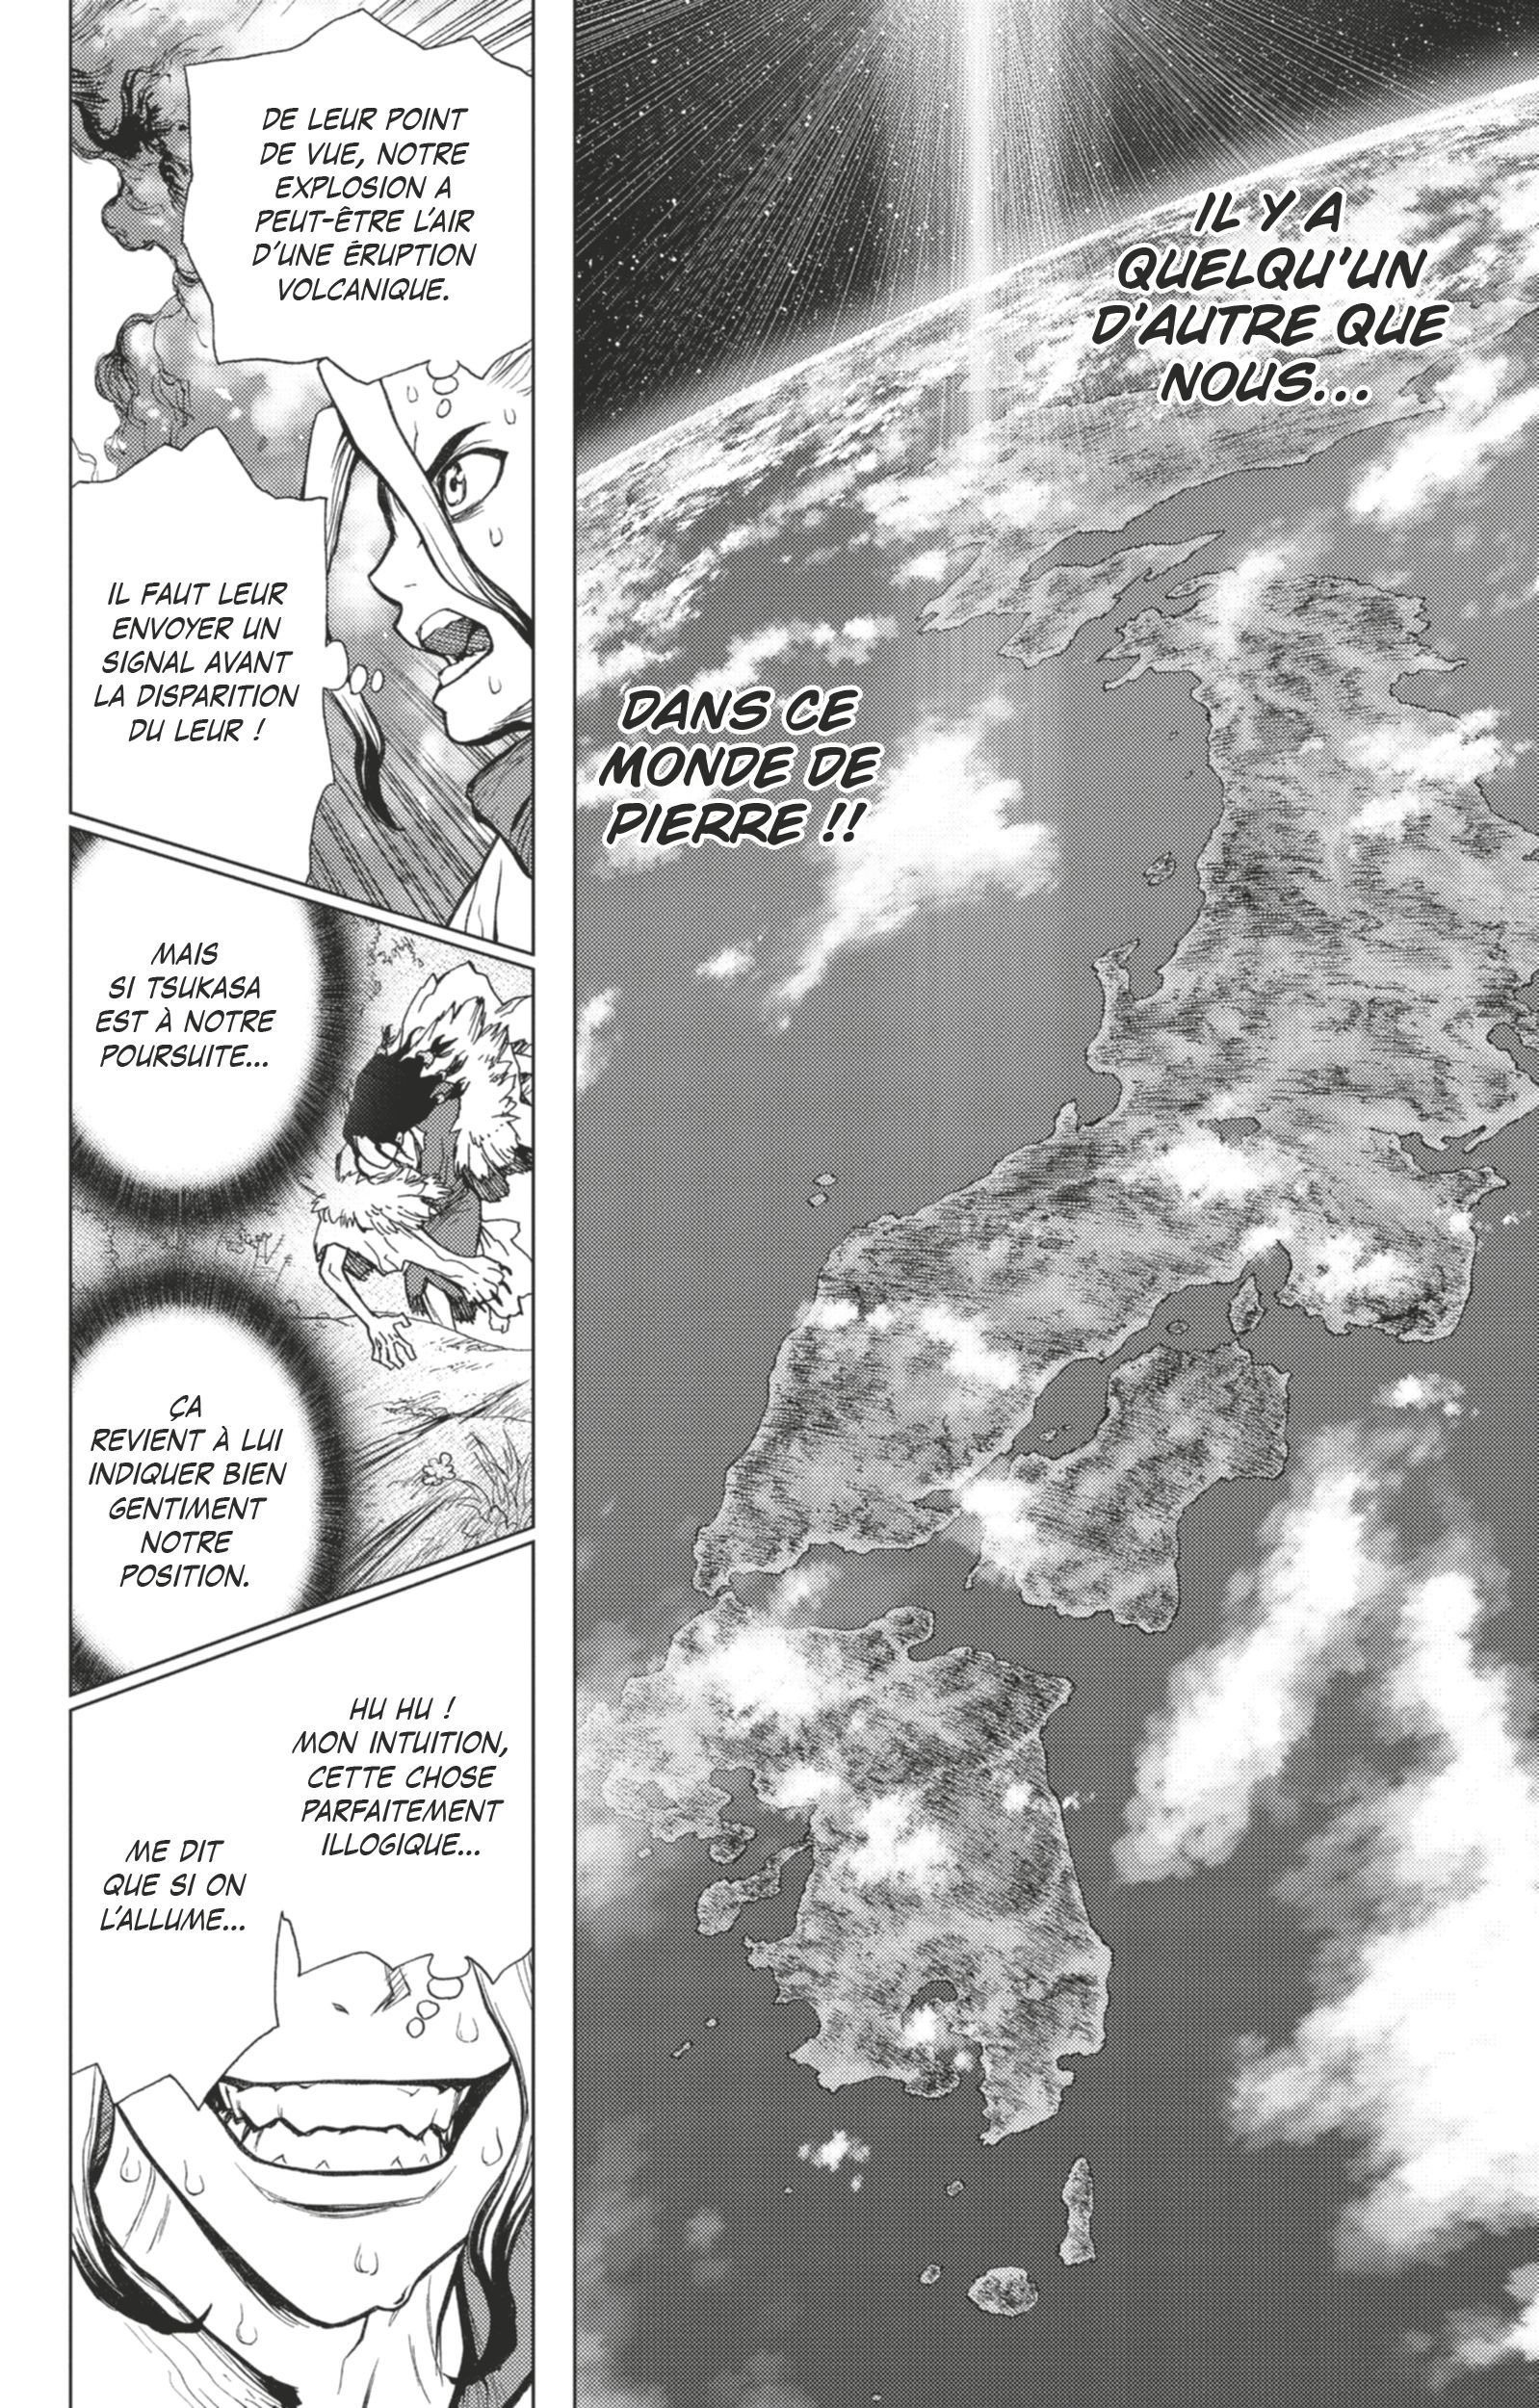 IL Y A
QUELQU'UN
D'AUTRE QUE
NOUS...
DANS CE
MONDE DE
PIERRE !!
DE LEUR POINT
DE VUE, NOTRE
EXPLOSION A
PEUT-ÊTRE L'AIR
D'UNE ÉRUPTION
VOLCANIQUE.
IL FAUT LEUR
ENVOYER UN
SIGNAL AVANT
LA DISPARITION
DU LEUR !
MAIS
SI TSUKASA
EST À NOTRE
POURSUITE...
ÇA
REVIENT À LUI
INDIQUER BIEN
GENTIMENT
NOTRE
POSITION.
HU HU !
MON INTUITION,
CETTE CHOSE
PARFAITEMENT
ILLOGIQUE...
ME DIT
QUE SI ON
L'ALLUME...